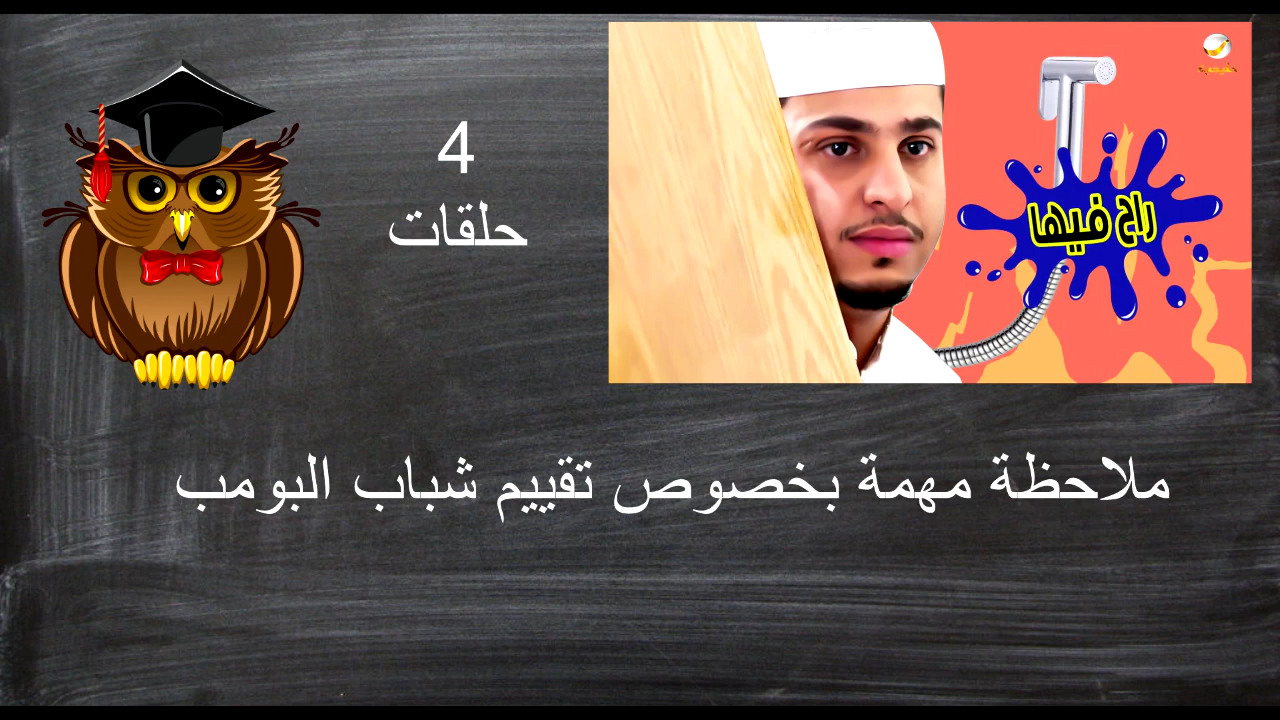 4
حلقات
راح فيها
ملاحظة مهمة بخصوص تقييم شباب البومب